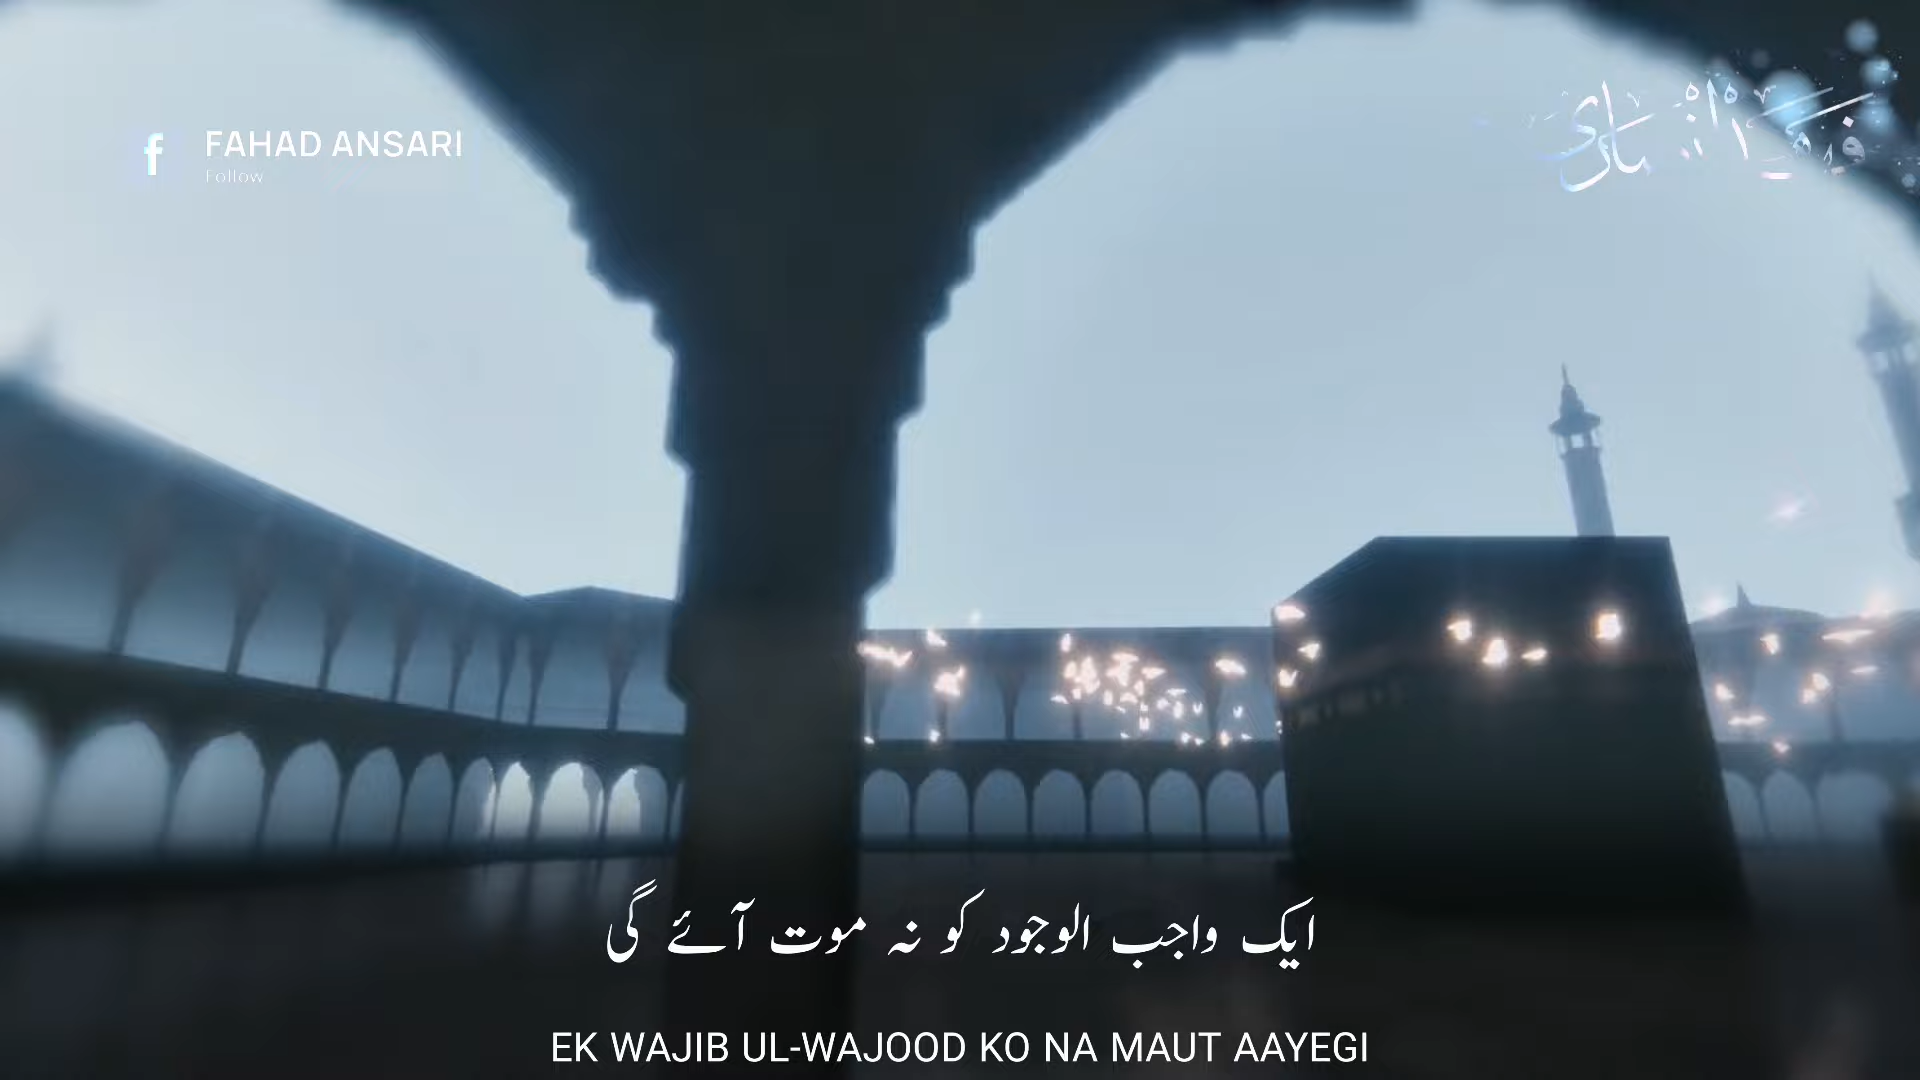 FAHAD ANSARI
Follow
ایک واجب الوجود کو نہ موت آئے گی
EK WAJIB UL-WAJOOD KO NA MAUT AAYEGI